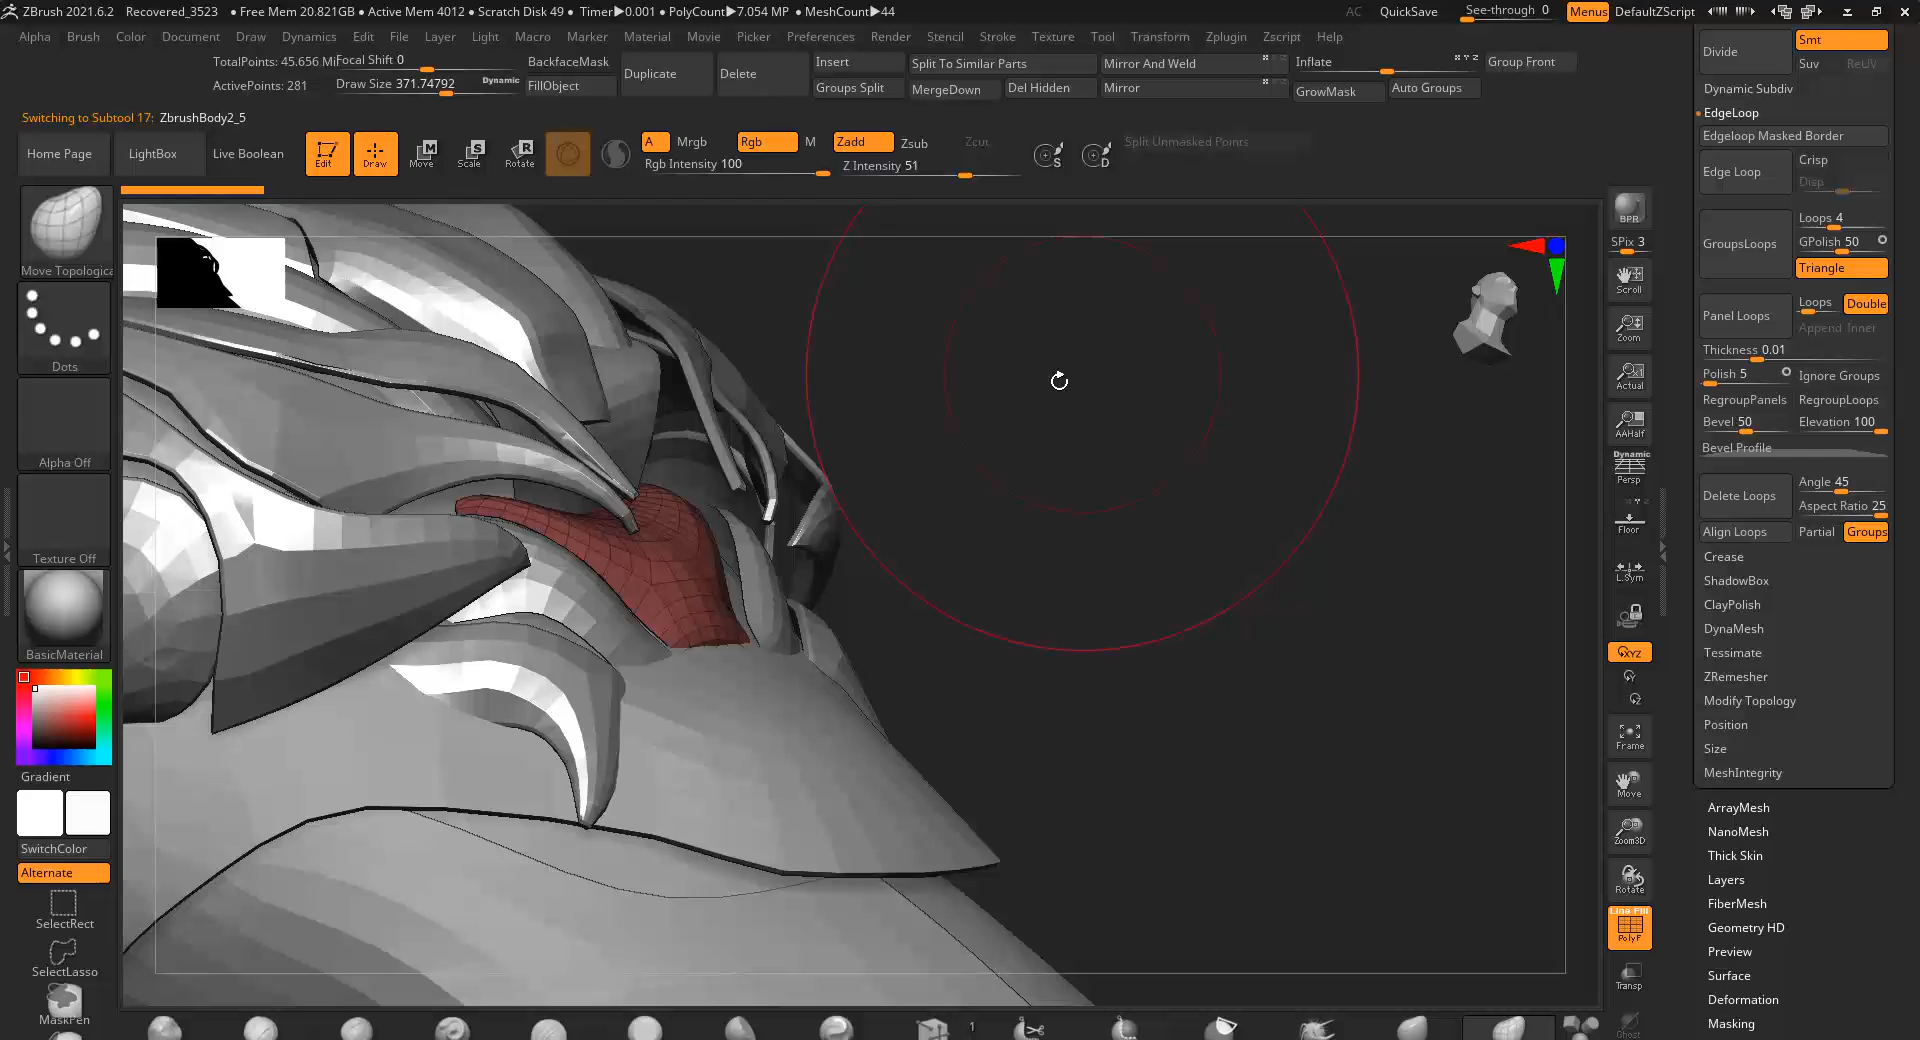 ZBrush 2021.6.2 Recovered_3523 • Free Mem 20.821GB • Active Mem 4012 • Scratch Disk 49 • Timer▶0.001 • PolyCount▶7.054 MP • MeshCount▶44 AC QuickSave See-through 0 Menus DefaultZScript
Alpha Brush Color Document Draw Dynamics Edit File Layer Light Macro Marker Material Movie Picker Preferences Render Stencil Stroke Texture Tool Transform Zplugin Zscript Help
TotalPoints: 45.656 Mi Focal Shift 0 BackfaceMask Duplicate Delete Insert Split To Similar Parts Mirror And Weld Inflate Group Front
ActivePoints: 281 Draw Size 371.74792 Dynamic FillObject Groups Split MergeDown Del Hidden Mirror GrowMask Auto Groups
Switching to Subtool 17: ZbrushBody2_5
Home Page LightBox Live Boolean Edit Draw Move Scale Rotate A Mrgb Rgb M Zadd Zsub Zcut Split Unmasked Points
Rgb Intensity 100 Z Intensity 51
S D
Move Topologica
Dots
Alpha Off
Texture Off
BasicMaterial
Gradient
SwitchColor
Alternate
SelectRect
SelectLasso
MaskPen
1
BPR
SPix 3
Scroll
Zoom
Actual
AAHalf
Dynamic
Persp
Floor
L.Sym
XYZ
Y
Z
Frame
Move
Zoom3D
Rotate
Line Fill
PolyF
Transp
Ghost
Divide Smt
Suv ReUV
Dynamic Subdiv
EdgeLoop
Edgeloop Masked Border
Edge Loop Crisp
Disp
GroupsLoops Loops 4
GPolish 50
Triangle
Panel Loops Loops Double
Append Inner
Thickness 0.01
Polish 5 Ignore Groups
RegroupPanels RegroupLoops
Bevel 50 Elevation 100
Bevel Profile
Delete Loops Angle 45
Aspect Ratio 25
Align Loops Partial Groups
Crease
ShadowBox
ClayPolish
DynaMesh
Tessimate
ZRemesher
Modify Topology
Position
Size
MeshIntegrity
ArrayMesh
NanoMesh
Thick Skin
Layers
FiberMesh
Geometry HD
Preview
Surface
Deformation
Masking